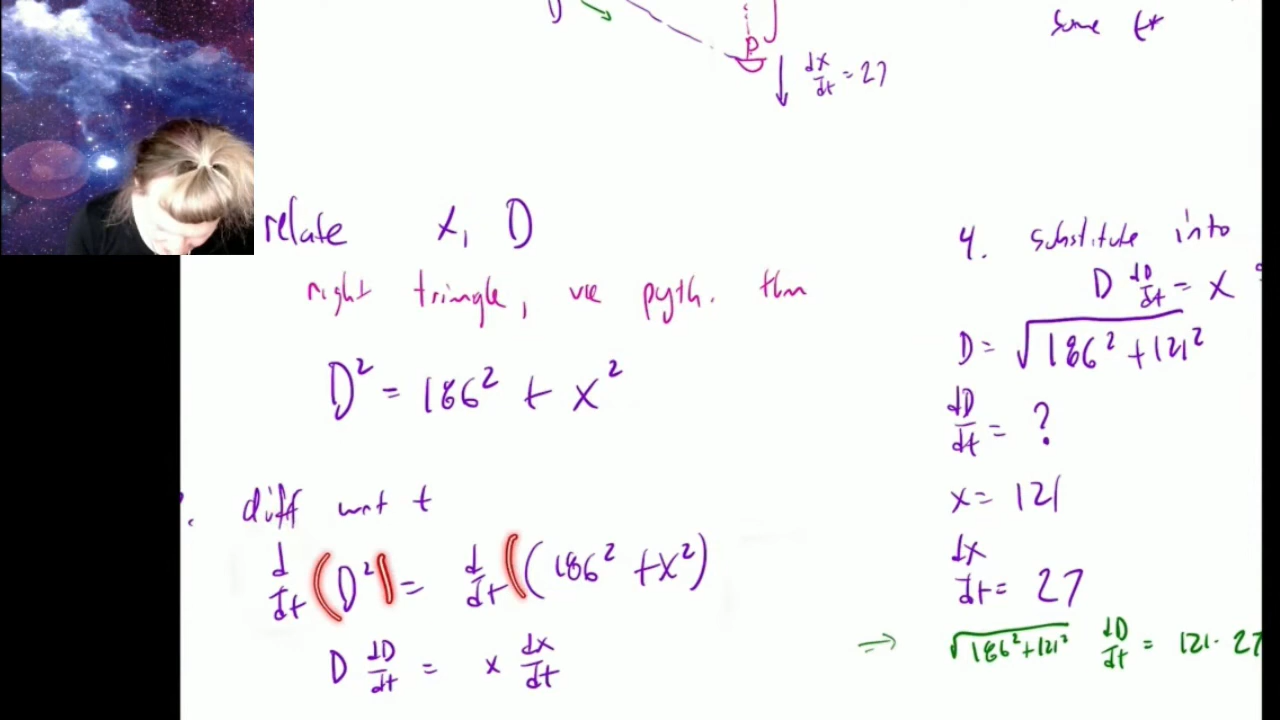 D
P
dx/dt = 27
some t*
relate x, D
right triangle, use pyth. thm
D² = 186² + x²
diff wrt t
d/dt (D²) = d/dt ((186² + x²)
D dD/dt = x dx/dt
4. substitute into
D dD/dt = x
D = √(186² + 121²)
dD/dt = ?
x = 121
dx/dt = 27
⇒ √(186² + 121²) dD/dt = 121 · 27